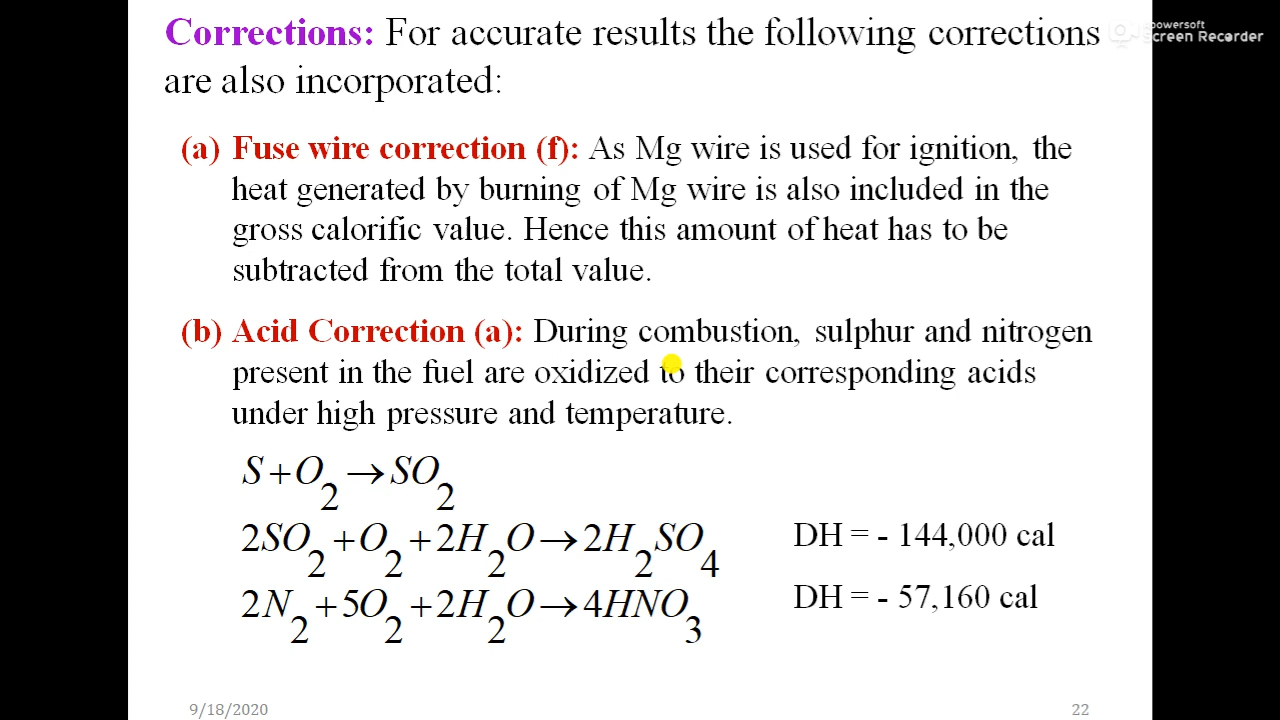 Corrections: For accurate results the following corrections
are also incorporated:
(a) Fuse wire correction (f): As Mg wire is used for ignition, the
heat generated by burning of Mg wire is also included in the
gross calorific value. Hence this amount of heat has to be
subtracted from the total value.
(b) Acid Correction (a): During combustion, sulphur and nitrogen
present in the fuel are oxidized to their corresponding acids
under high pressure and temperature.
S+O₂→SO₂
2SO₂+O₂+2H₂O→2H₂SO₄ DH = - 144,000 cal
2N₂+5O₂+2H₂O→4HNO₃ DH = - 57,160 cal
9/18/2020 22
Screen Recorder